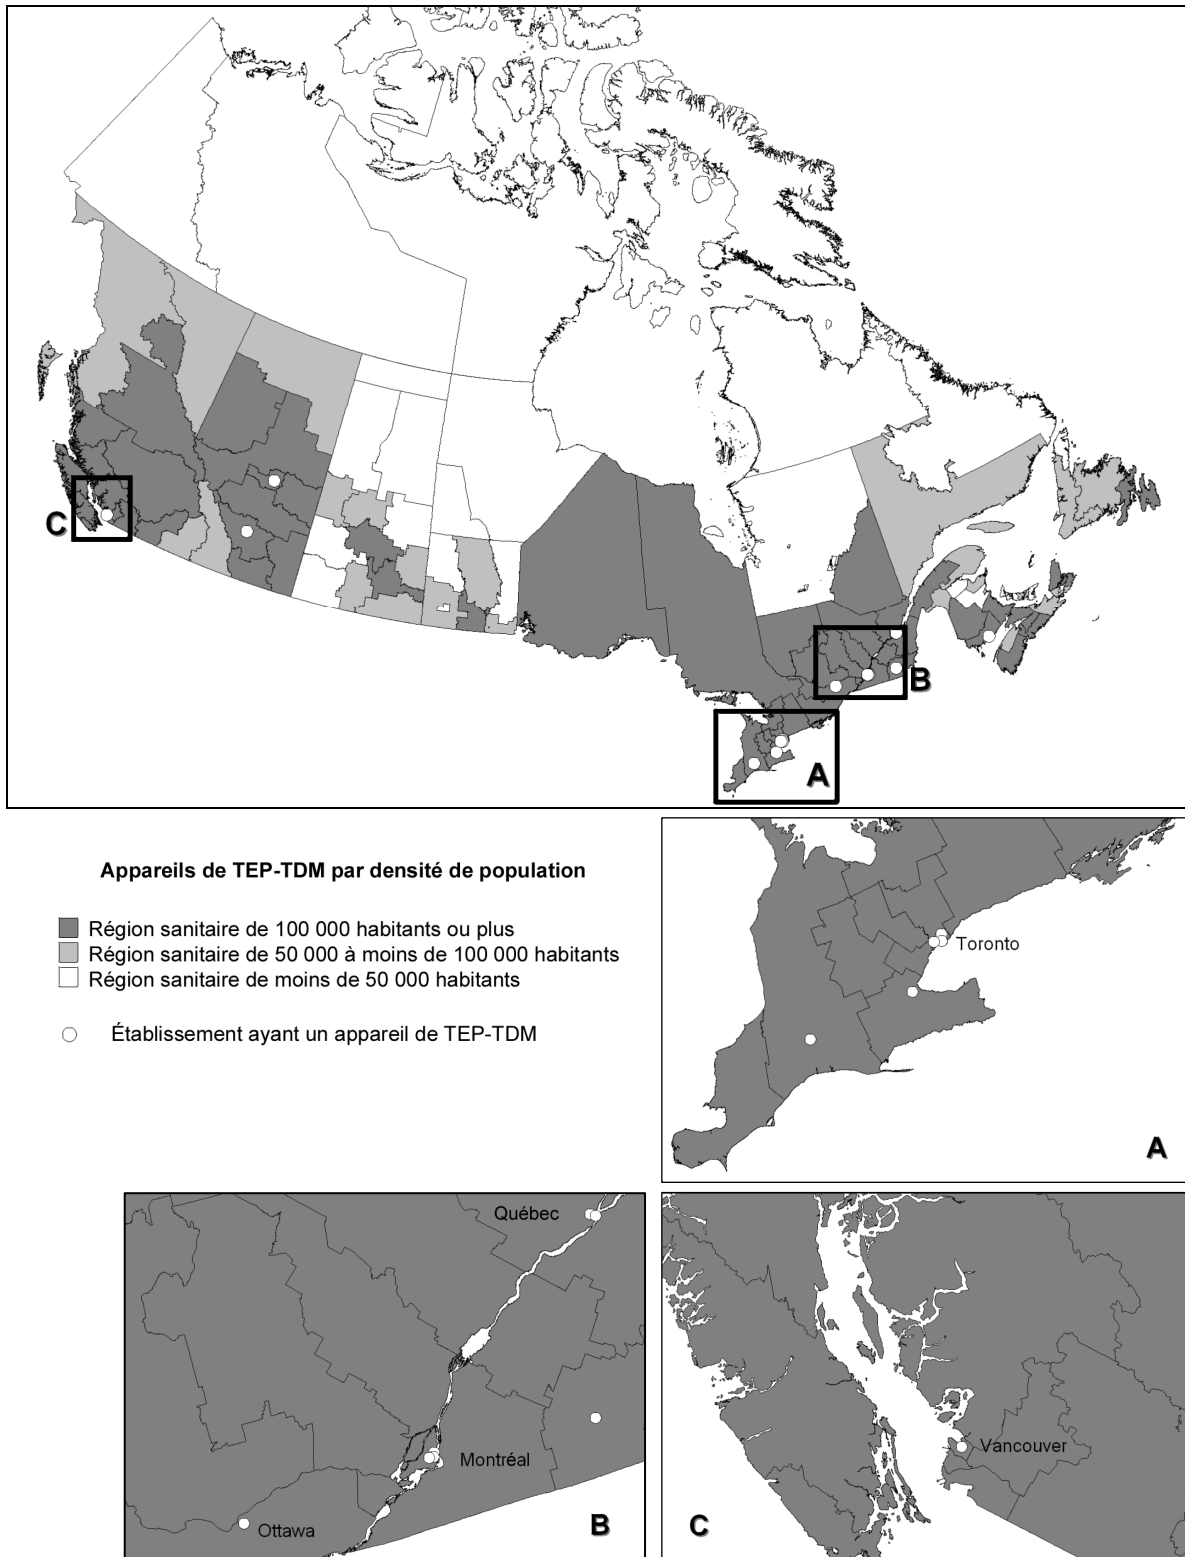 C
B
A
Appareils de TEP-TDM par densité de population
Région sanitaire de 100 000 habitants ou plus
Région sanitaire de 50 000 à moins de 100 000 habitants
Région sanitaire de moins de 50 000 habitants
Établissement ayant un appareil de TEP-TDM
Toronto
A
Québec
Montréal
Ottawa
B
Vancouver
C